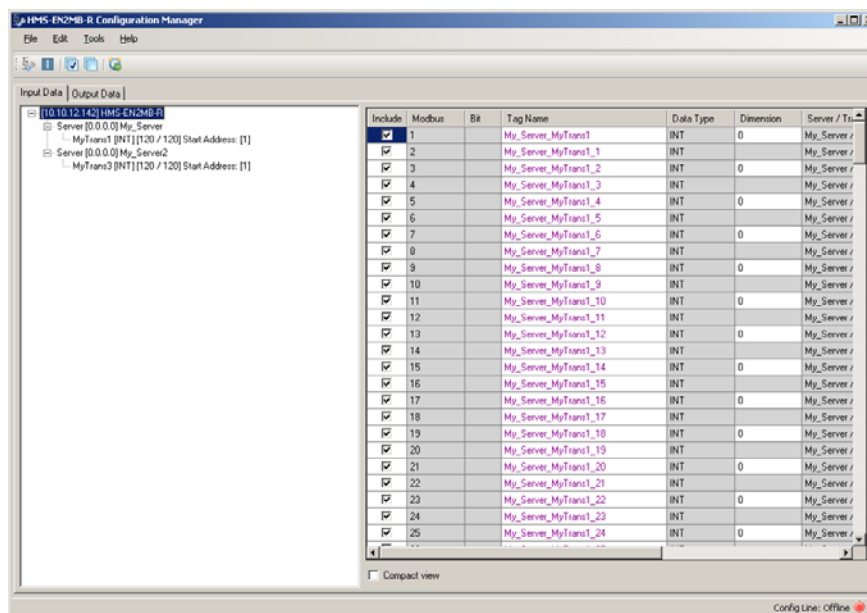 HMS-EN2MB-R Configuration Manager
File Edit Tools Help
Input Data Output Data
[10.10.12.142] HMS-EN2MB-R
Server [0.0.0.0] My_Server
MyTrans1 [INT] [120 / 120] Start Address: [1]
Server [0.0.0.0] My_Server2
MyTrans3 [INT] [120 / 120] Start Address: [1]
Include Modbus Bit Tag Name Data Type Dimension Server / Tra
1 My_Server_MyTrans1 INT 0 My_Server /
2 My_Server_MyTrans1_1 INT My_Server /
3 My_Server_MyTrans1_2 INT 0 My_Server /
4 My_Server_MyTrans1_3 INT My_Server /
5 My_Server_MyTrans1_4 INT 0 My_Server /
6 My_Server_MyTrans1_5 INT My_Server /
7 My_Server_MyTrans1_6 INT 0 My_Server /
8 My_Server_MyTrans1_7 INT My_Server /
9 My_Server_MyTrans1_8 INT 0 My_Server /
10 My_Server_MyTrans1_9 INT My_Server /
11 My_Server_MyTrans1_10 INT 0 My_Server /
12 My_Server_MyTrans1_11 INT My_Server /
13 My_Server_MyTrans1_12 INT 0 My_Server /
14 My_Server_MyTrans1_13 INT My_Server /
15 My_Server_MyTrans1_14 INT 0 My_Server /
16 My_Server_MyTrans1_15 INT My_Server /
17 My_Server_MyTrans1_16 INT 0 My_Server /
18 My_Server_MyTrans1_17 INT My_Server /
19 My_Server_MyTrans1_18 INT 0 My_Server /
20 My_Server_MyTrans1_19 INT My_Server /
21 My_Server_MyTrans1_20 INT 0 My_Server /
22 My_Server_MyTrans1_21 INT My_Server /
23 My_Server_MyTrans1_22 INT 0 My_Server /
24 My_Server_MyTrans1_23 INT My_Server /
25 My_Server_MyTrans1_24 INT 0 My_Server /
Compact view
Config Line: Offline